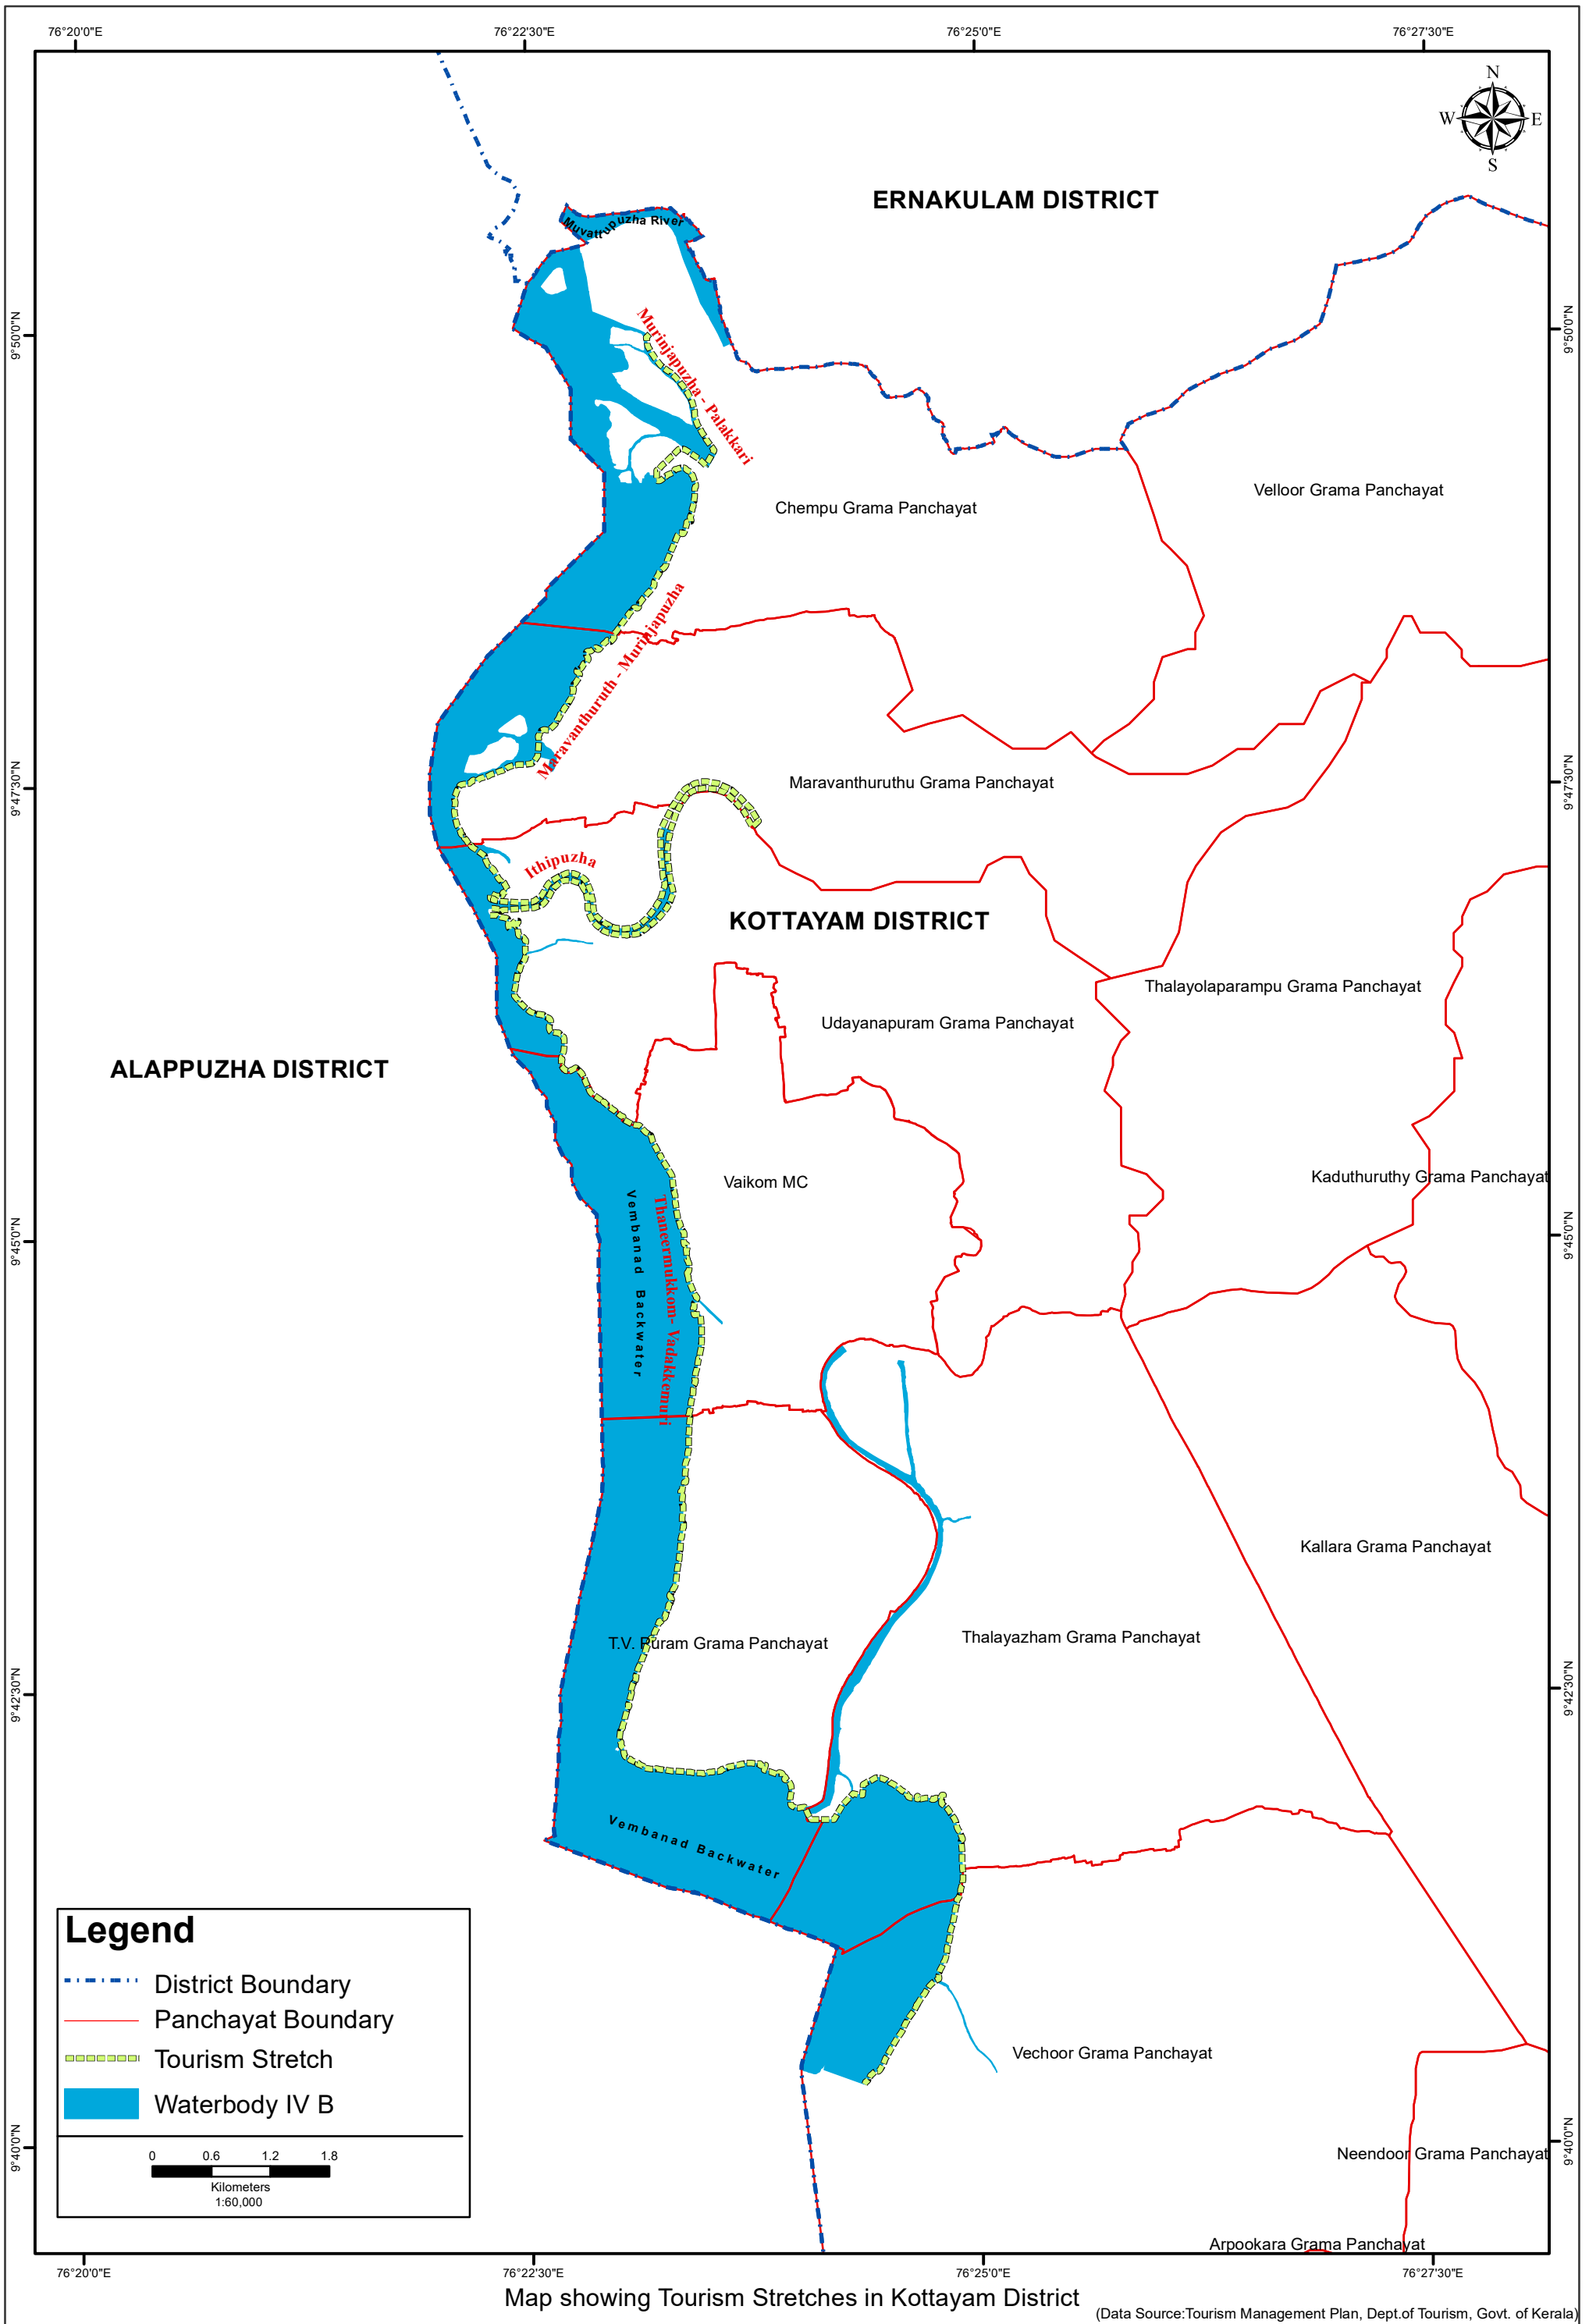 76°20'0"E
76°22'30"E
76°25'0"E
76°27'30"E
N
W
E
S
ERNAKULAM DISTRICT
Muvattupuzha River
9°50'0"N
9°50'0"N
Murinjapuzha - Palakkari
Velloor Grama Panchayat
Chempu Grama Panchayat
Maravanthuruth - Murinjapuzha
9°47'30"N
9°47'30"N
Maravanthuruthu Grama Panchayat
Ithipuzha
KOTTAYAM DISTRICT
Thalayolaparampu Grama Panchayat
Udayanapuram Grama Panchayat
ALAPPUZHA DISTRICT
Kaduthuruthy Grama Panchayat
Vaikom MC
9°45'0"N
9°45'0"N
Vembanad Backwater
Thaneermukkom- Vadakkemuri
Kallara Grama Panchayat
T.V. Puram Grama Panchayat
Thalayazham Grama Panchayat
9°42'30"N
9°42'30"N
Vembanad Backwater
Legend
District Boundary
Panchayat Boundary
Tourism Stretch
Waterbody IV B
0 0.6 1.2 1.8
Kilometers
1:60,000
Vechoor Grama Panchayat
9°40'0"N
9°40'0"N
Neendoor Grama Panchayat
Arpookara Grama Panchayat
76°20'0"E
76°22'30"E
76°25'0"E
76°27'30"E
Map showing Tourism Stretches in Kottayam District
(Data Source:Tourism Management Plan, Dept.of Tourism, Govt. of Kerala)